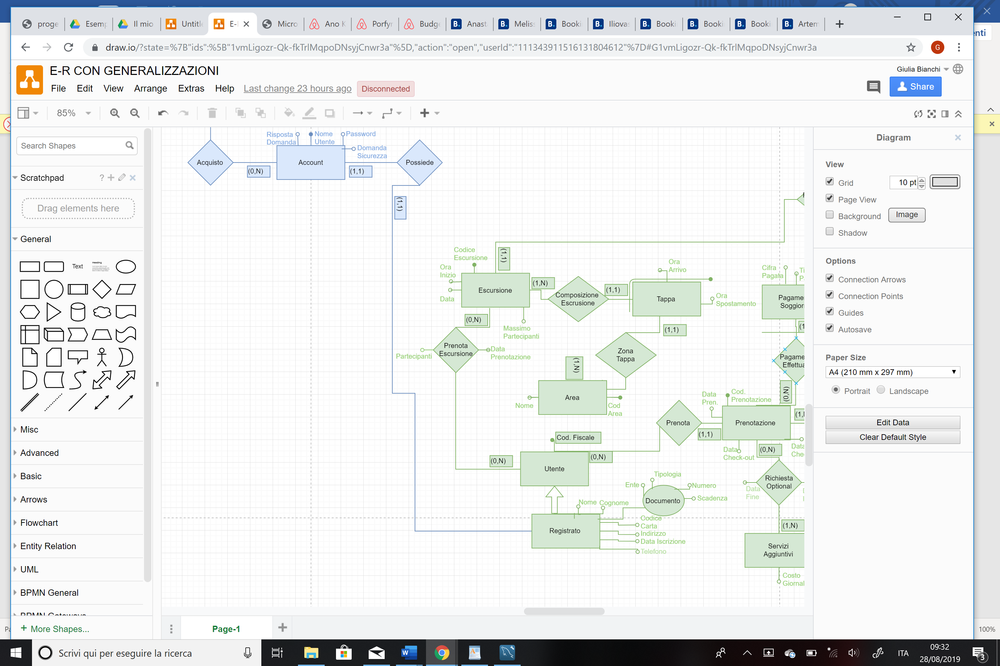 proge
Esemp
Il mio
Untitle
E-
Micro
Ano K
Porfyr
Budge
B. Anast
B. Meliss
B. Booki
B. Iliovas
B. Booki
B. Booki
B. Booki
B. Artem
enti
draw.io/?state=%7B"ids":%5B"1vmLigozr-Qk-fkTrlMqpoDNsyjCnwr3a"%5D,"action":"open","userId":"111343911516131804612"%7D#G1vmLigozr-Qk-fkTrlMqpoDNsyjCnwr3a
G
E-R CON GENERALIZZAZIONI
Giulia Bianchi
File Edit View Arrange Extras Help Last change 23 hours ago Disconnected
Share
85%
Search Shapes
Scratchpad
?
Drag elements here
General
Text
Heading
Misc
Advanced
Basic
Arrows
Flowchart
Entity Relation
UML
BPMN General
BPMN Gateways
+ More Shapes...
Risposta
Domanda
Nome
Utente
Password
Domanda
Sicurezza
Acquisto
(0,N)
Account
(1,1)
Possiede
(1,1)
Codice
Escursione
(1,1)
Ora
Inizio
Data
Escursione
(1,N)
Composizione
Escrusione
(1,1)
Ora
Arrivo
Tappa
Ora
Spostamento
Cifra
Pagata
Ti
P
Pagame
Soggior
(1
(0,N)
Massimo
Partecipanti
(1,1)
Prenota
Escursione
Partecipanti
Data
Prenotazione
Zona
Tappa
(1,N)
Pagame
Effettua
(0,N)
Area
Nome
Cod
Area
Data
Pren.
Cod.
Prenotazione
Prenota
(1,1)
Prenotazione
(1,N
Data
Check-out
(0,N)
Data
Che
Cod. Fiscale
(0,N)
Utente
(0,N)
Richiesta
Optional
Data
Fine
Tipologia
Ente
Numero
Documento
Scadenza
Nome
Cognome
Registrato
Codice
Carta
Indirizzo
Data Iscrizione
Telefono
(1,N)
Servizi
Aggiuntivi
Costo
Giornal
Diagram
View
Grid
10 pt
Page View
Background
Image
Shadow
Options
Connection Arrows
Connection Points
Guides
Autosave
Paper Size
A4 (210 mm x 297 mm)
Portrait
Landscape
Edit Data
Clear Default Style
Page-1
Pa
100%
Scrivi qui per eseguire la ricerca
ITA
09:32
28/08/2019
3